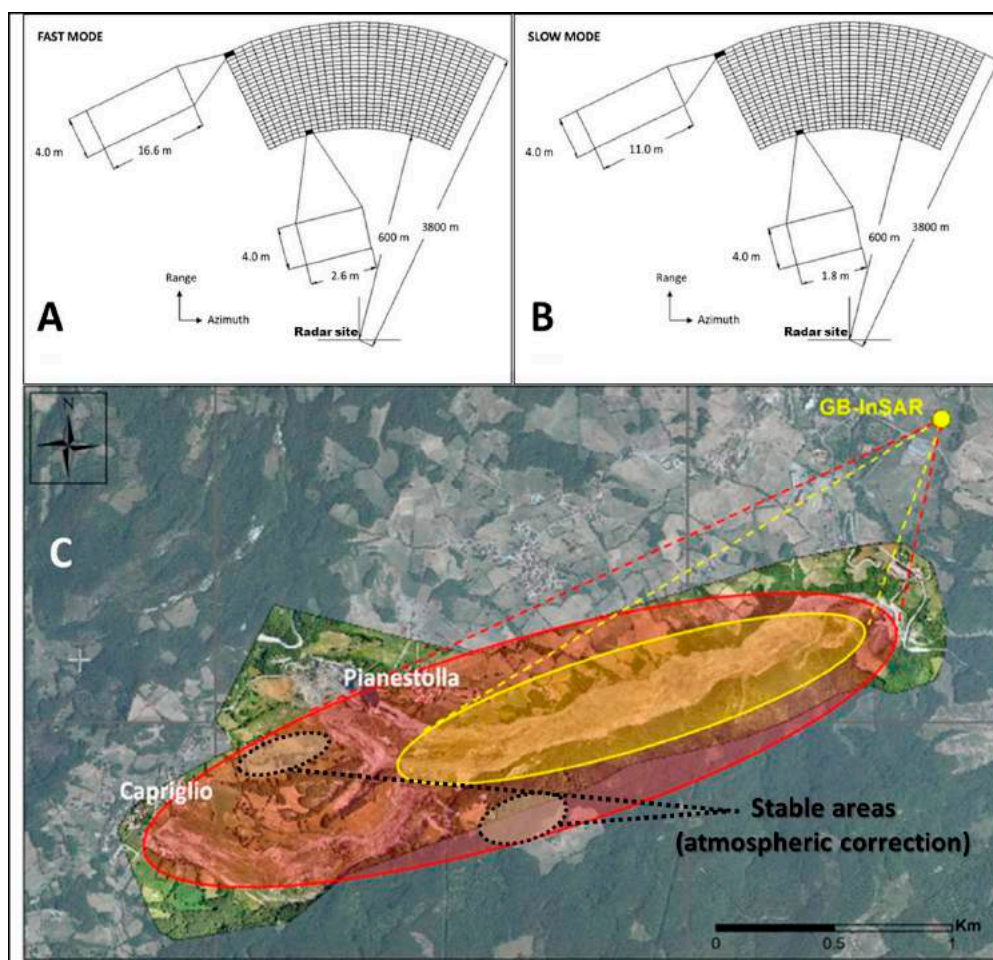 FAST MODE
4.0 m
16.6 m
3800 m
600 m
4.0 m
2.6 m
Range
Azimuth
Radar site
A
SLOW MODE
4.0 m
11.0 m
3800 m
600 m
4.0 m
1.8 m
Range
Azimuth
Radar site
B
N
GB-InSAR
C
Pianestolla
Capriglio
Stable areas
(atmospheric correction)
Km
0 0.5 1